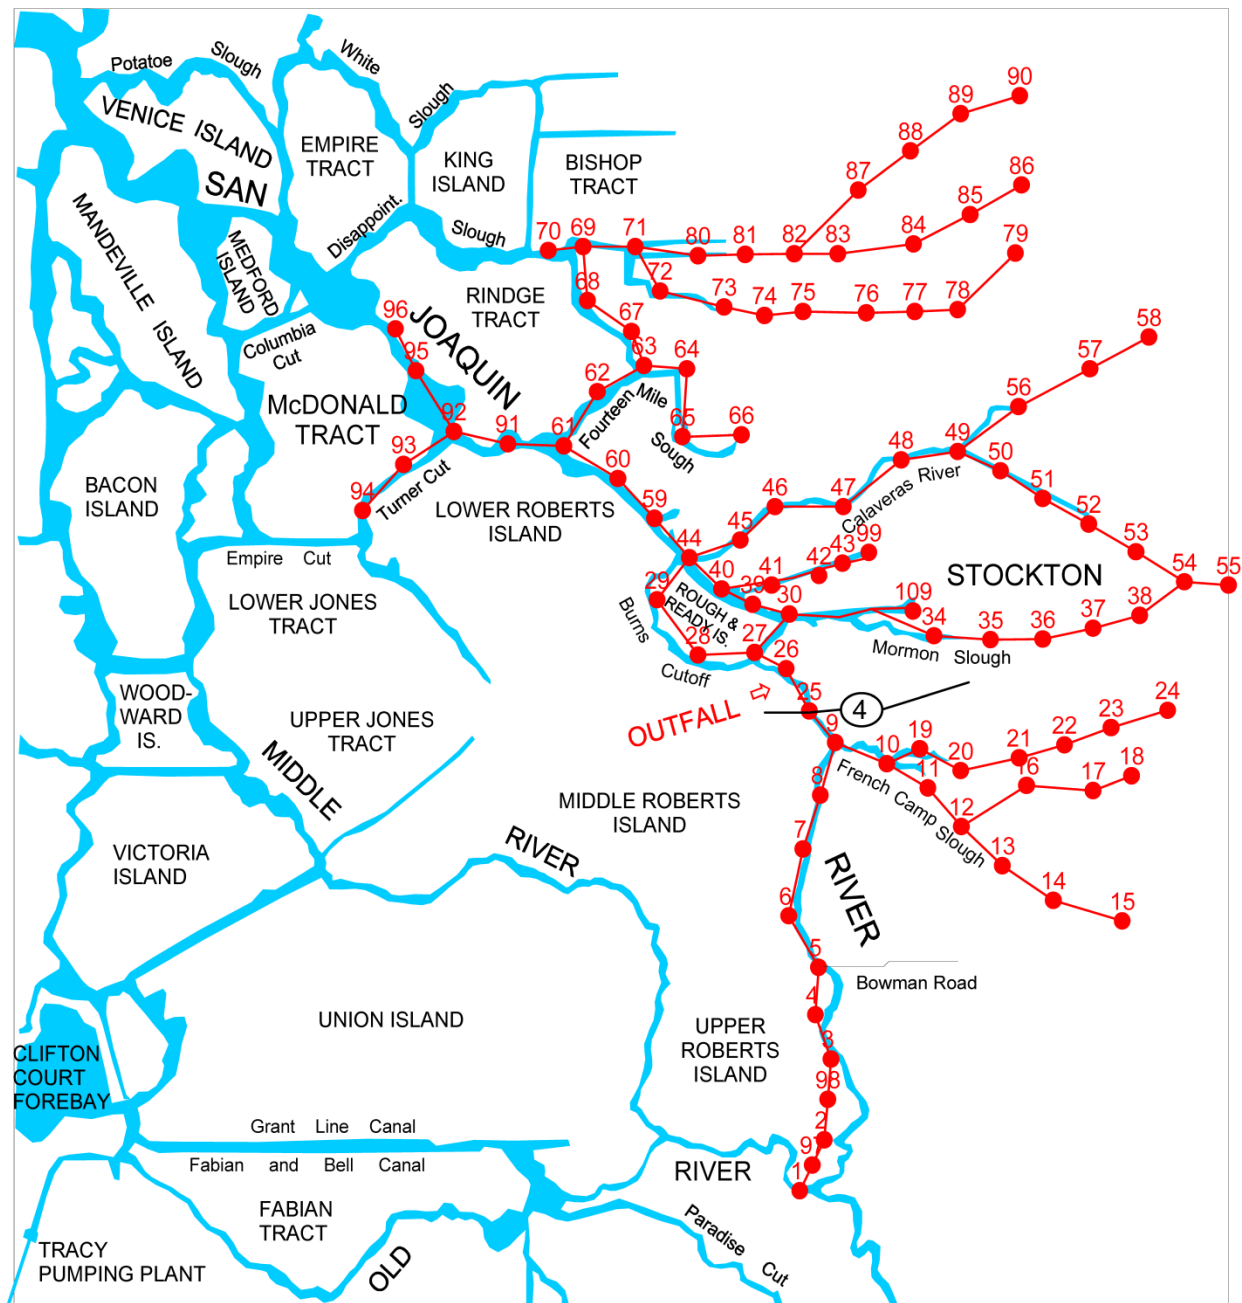 White
Potatoe
Slough
90
89
VENICE ISLAND
Slough
88
EMPIRE
TRACT
KING
ISLAND
BISHOP
TRACT
87
86
85
SAN
MANDEVILLE ISLAND
MEDFORD
ISLAND
Disappoint.
Slough
70
69
71
80
81
82
83
84
79
68
72
73
74
75
76
77
78
RINDGE
TRACT
JOAQUIN
96
95
67
63
64
58
57
Columbia
Cut
62
Fourteen Mile
Sough
65
66
56
McDONALD
TRACT
92
91
61
93
94
Turner Cut
60
48
49
50
Calaveras River
51
52
53
54
55
BACON
ISLAND
LOWER ROBERTS
ISLAND
59
46
47
45
44
43
99
42
41
40
39
29
30
109
STOCKTON
Empire Cut
LOWER JONES
TRACT
ROUGH &
READY IS.
Burns
Cutoff
28
27
26
34
35
36
37
38
Mormon Slough
WOOD-
WARD
IS.
UPPER JONES
TRACT
OUTFALL
25
4
24
23
22
21
20
19
18
17
16
9
10
11
12
13
14
15
French Camp Slough
MIDDLE
8
MIDDLE ROBERTS
ISLAND
RIVER
7
VICTORIA
ISLAND
RIVER
6
5
Bowman Road
4
UNION ISLAND
UPPER
ROBERTS
ISLAND
3
98
CLIFTON
COURT
FOREBAY
Grant Line Canal
2
97
Fabian and Bell Canal
RIVER
1
FABIAN
TRACT
Paradise
Cut
OLD
TRACY
PUMPING PLANT